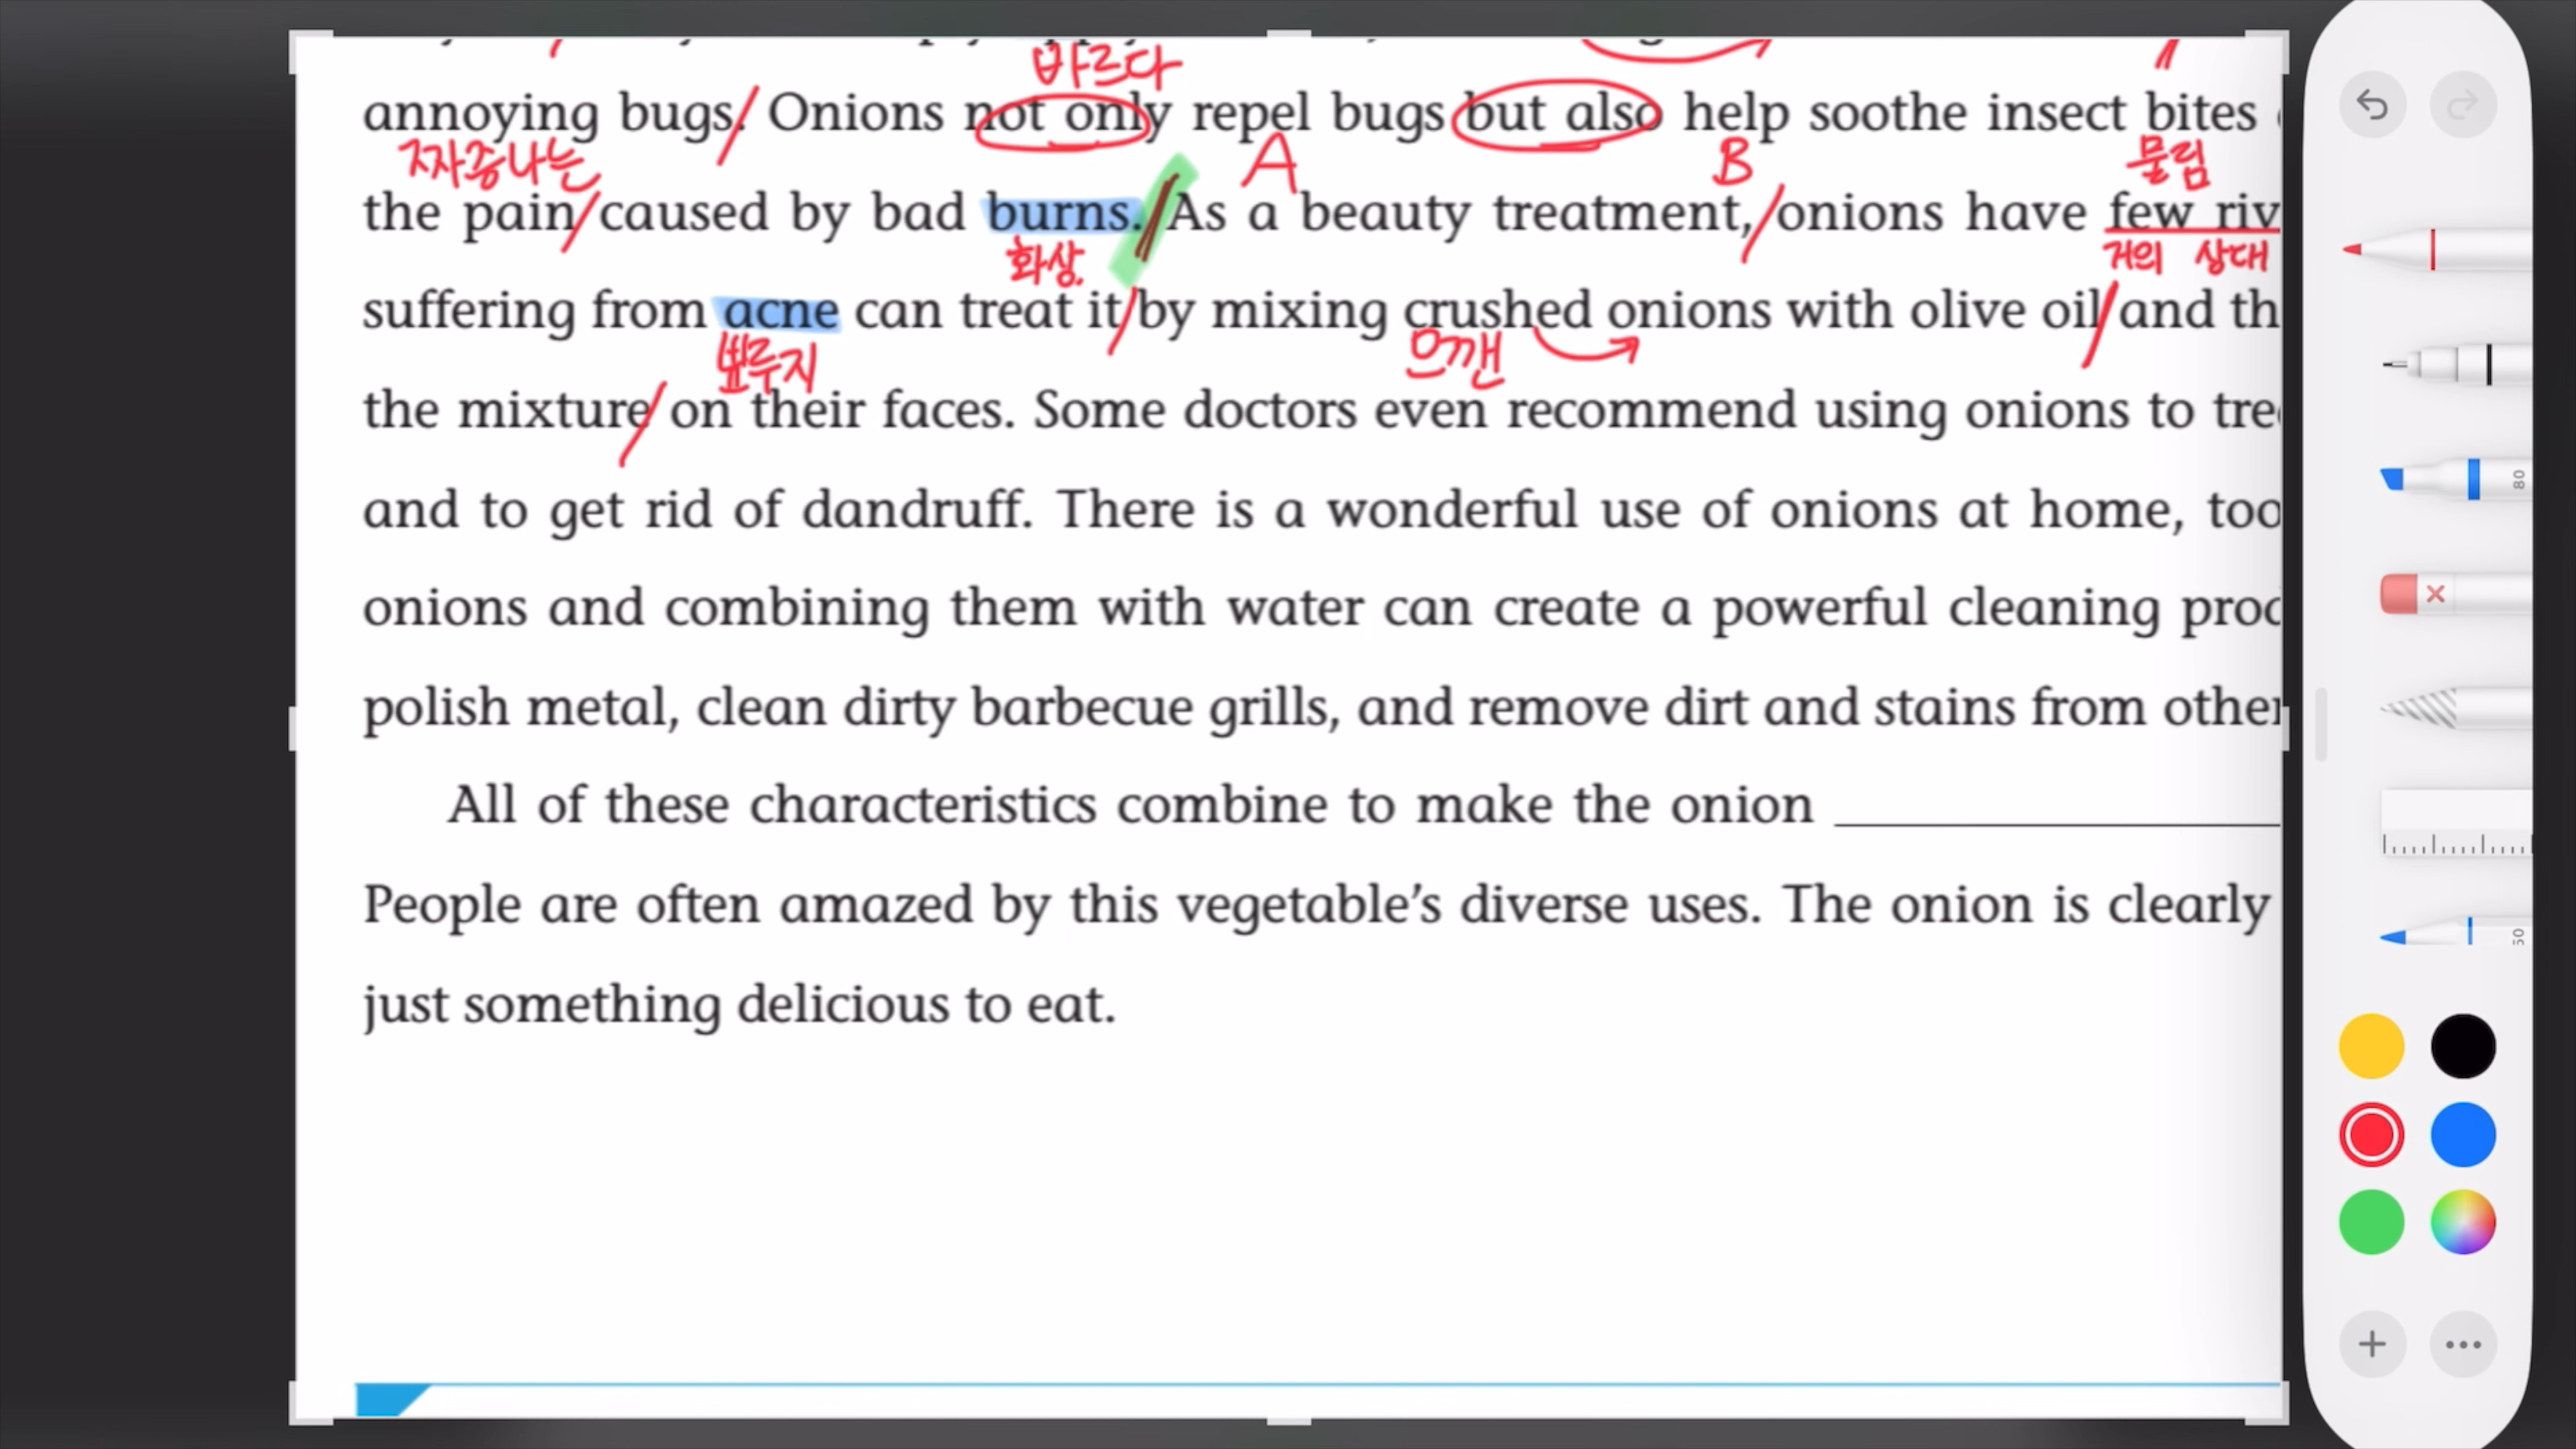 바르다
annoying bugs. Onions not only repel bugs but also help soothe insect bites
짜증나는 A B 물림
the pain caused by bad burns. As a beauty treatment, onions have few riv
화상. 거의 상대
suffering from acne can treat it by mixing crushed onions with olive oil and th
뾰루지 으깬
the mixture on their faces. Some doctors even recommend using onions to tre
and to get rid of dandruff. There is a wonderful use of onions at home, too
onions and combining them with water can create a powerful cleaning prod
polish metal, clean dirty barbecue grills, and remove dirt and stains from other
All of these characteristics combine to make the onion
People are often amazed by this vegetable's diverse uses. The onion is clearly
just something delicious to eat.
80
50